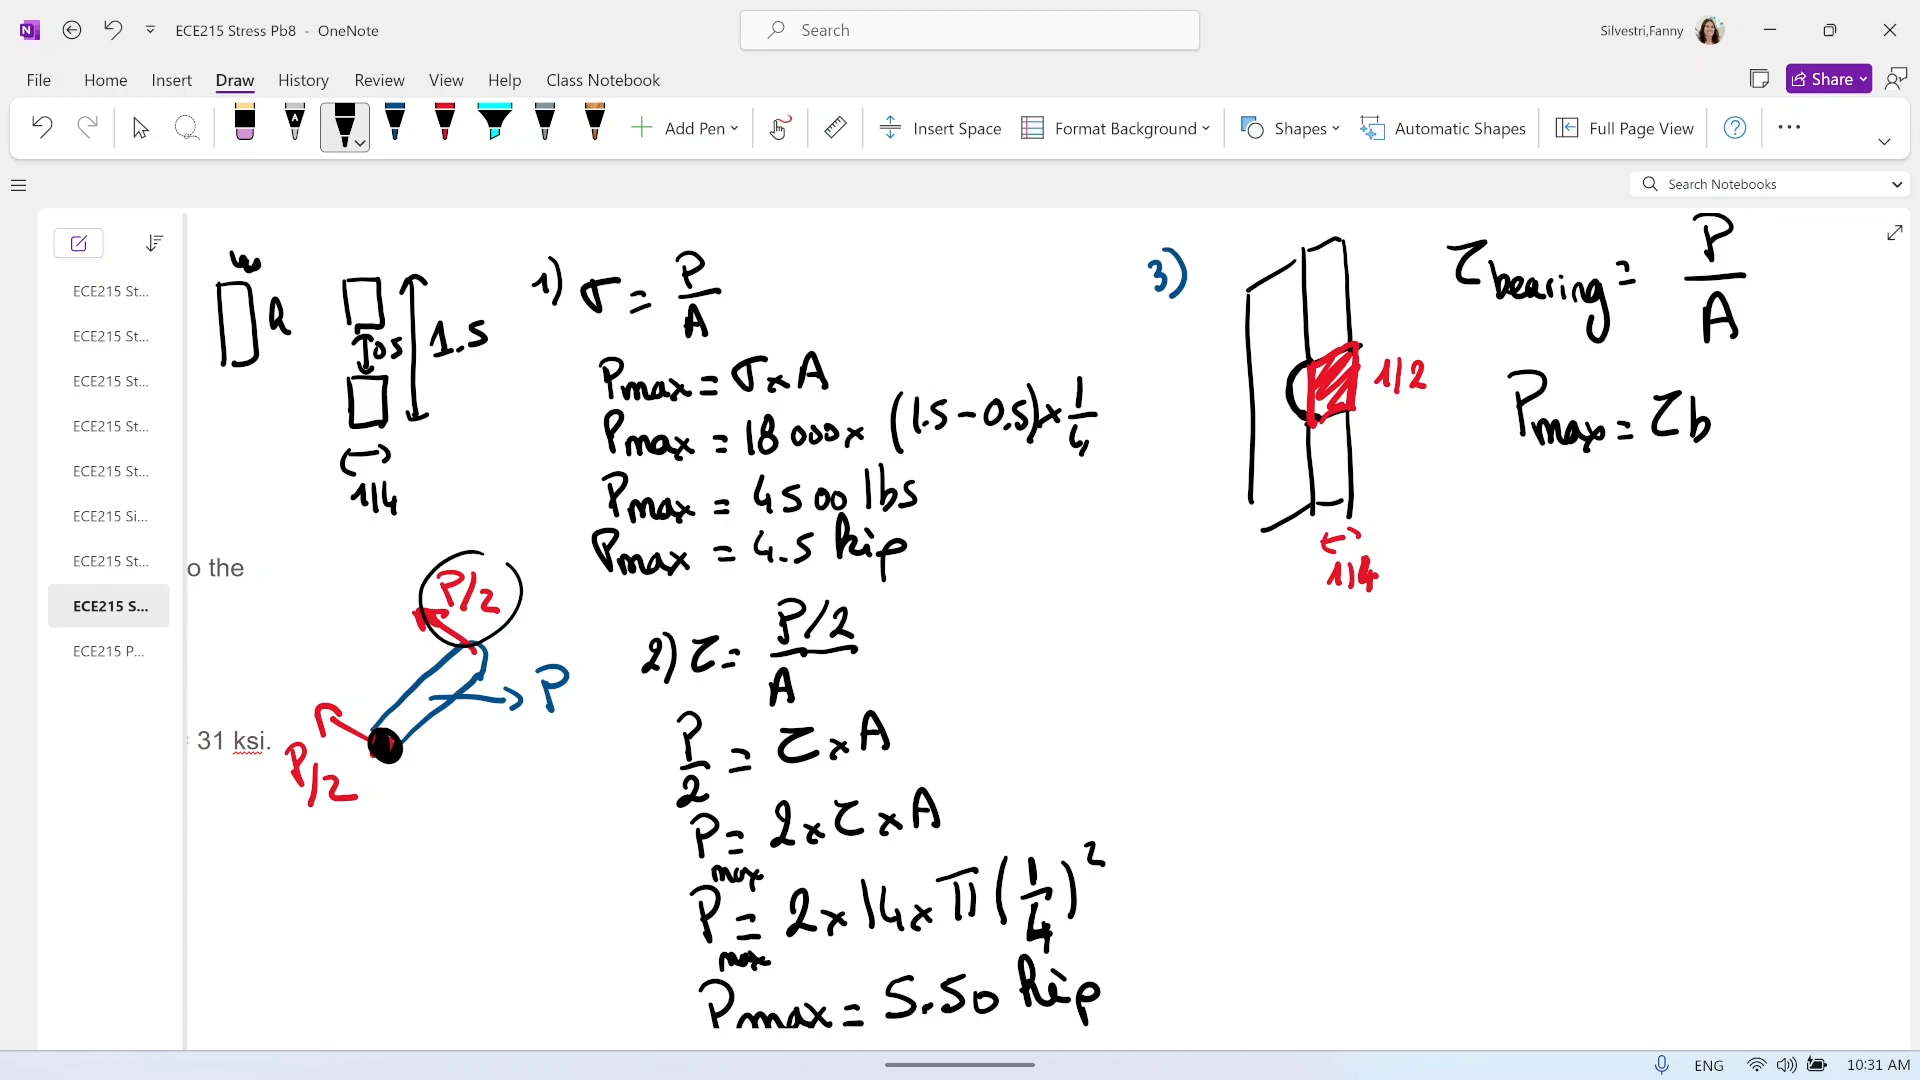 ECE215 Stress Pb8 - OneNote
Search
Silvestri,Fanny
File Home Insert Draw History Review View Help Class Notebook
Share
Add Pen
Insert Space
Format Background
Shapes
Automatic Shapes
Full Page View
Search Notebooks
ECE215 St...
ECE215 St...
ECE215 St...
ECE215 St...
ECE215 St...
ECE215 Si...
ECE215 St...
ECE215 S...
ECE215 P...
o the
31 ksi.
w
h
0.5
1.5
1/4
1) σ = P/A
Pmax = σ x A
Pmax = 18 000 x (1.5 - 0.5) x 1/4
Pmax = 4500 lbs
Pmax = 4.5 kip
P/2
P
P/2
2) τ = P/2 / A
P/2 = τ x A
Pmax = 2 x τ x A
Pmax = 2 x 14 x π (1/4)²
Pmax = 5.50 kip
3)
1/2
1/4
τbearing = P/A
Pmax = τb
ENG
10:31 AM